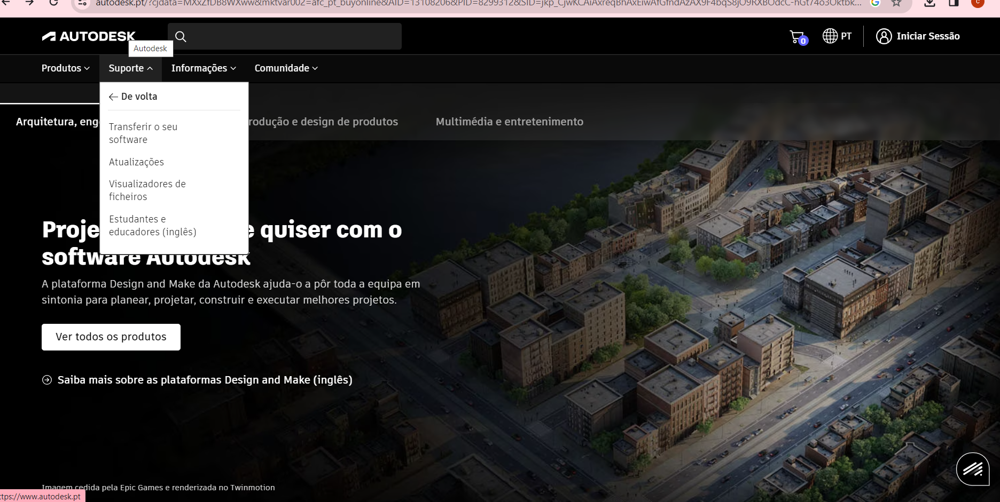 autodesk.pt/?cjdata=MXxZfDB8WXww&mktvar002=afc_pt_buyonline&AID=13108206&PID=8299312&SID=jkp_CjwKCAiAxreqBhAxEiwAfGfndAzAX9F4bqS8jO9RXBOdcC-hGt74o3Oktbk...
AUTODESK
Autodesk
0
PT
Iniciar Sessão
Produtos
Suporte
Informações
Comunidade
De volta
Transferir o seu
software
Atualizações
Visualizadores de
ficheiros
Estudantes e
educadores (inglês)
Arquitetura, eng
rodução e design de produtos
Multimédia e entretenimento
Proje e quiser com o
software Autodesk
A plataforma Design and Make da Autodesk ajuda-o a pôr toda a equipa em
sintonia para planear, projetar, construir e executar melhores projetos.
Ver todos os produtos
Saiba mais sobre as plataformas Design and Make (inglês)
Imagem cedida pela Epic Games e renderizada no Twinmotion
ttps://www.autodesk.pt